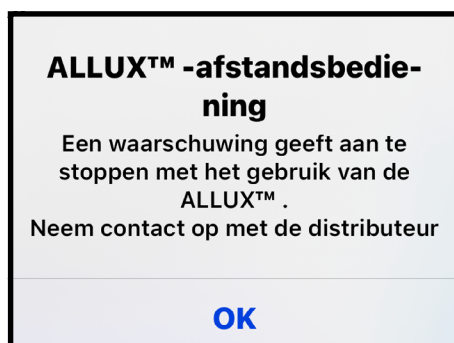 ALLUX™ -afstandsbedie-
ning
Een waarschuwing geeft aan te
stoppen met het gebruik van de
ALLUX™ .
Neem contact op met de distributeur
OK